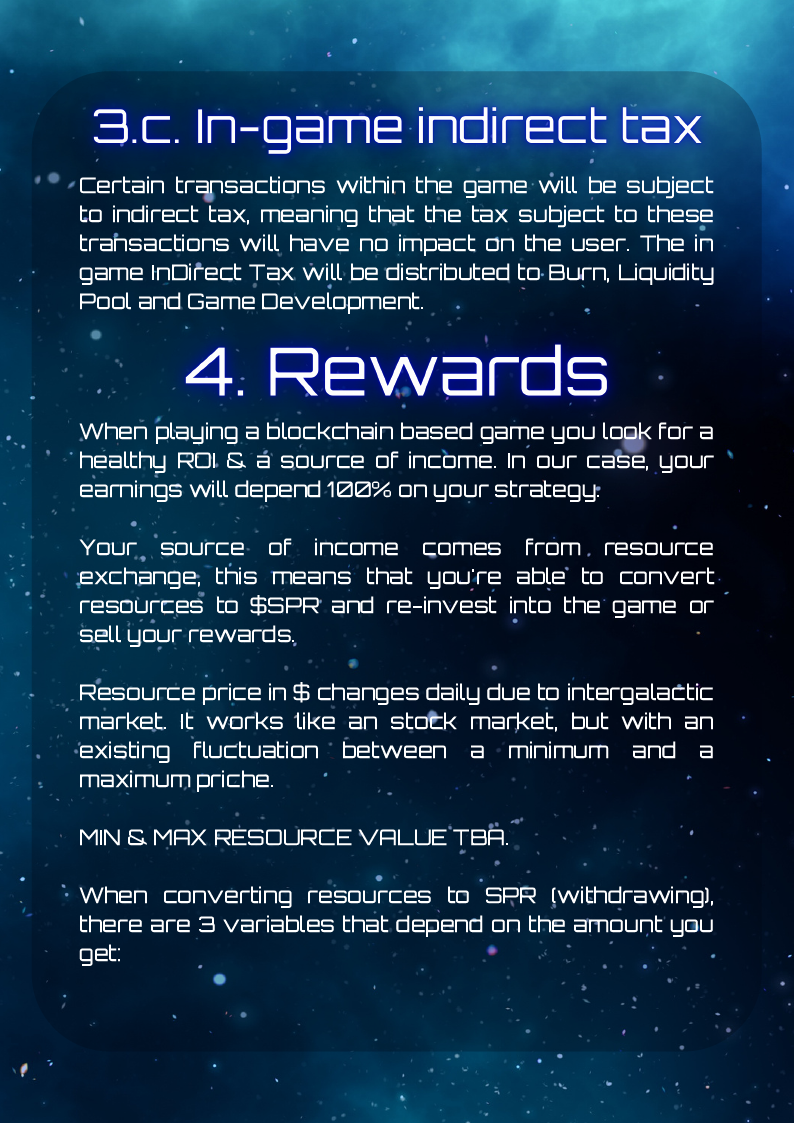 3.c. In-game indirect tax
Certain transactions within the game will be subject
to indirect tax, meaning that the tax subject to these
transactions will have no impact on the user. The in
game InDirect Tax will be distributed to Burn, Liquidity
Pool and Game Development.
4. Rewards
When playing a blockchain based game you look for a
healthy ROI & a source of income. In our case, your
earnings will depend 100% on your strategy.
Your source of income comes from resource
exchange, this means that you're able to convert
resources to $SPR and re-invest into the game or
sell your rewards.
Resource price in $ changes daily due to intergalactic
market. It works like an stock market, but with an
existing fluctuation between a minimum and a
maximum priche.
MIN & MAX RESOURCE VALUE TBA.
When converting resources to SPR (withdrawing),
there are 3 variables that depend on the amount you
get: